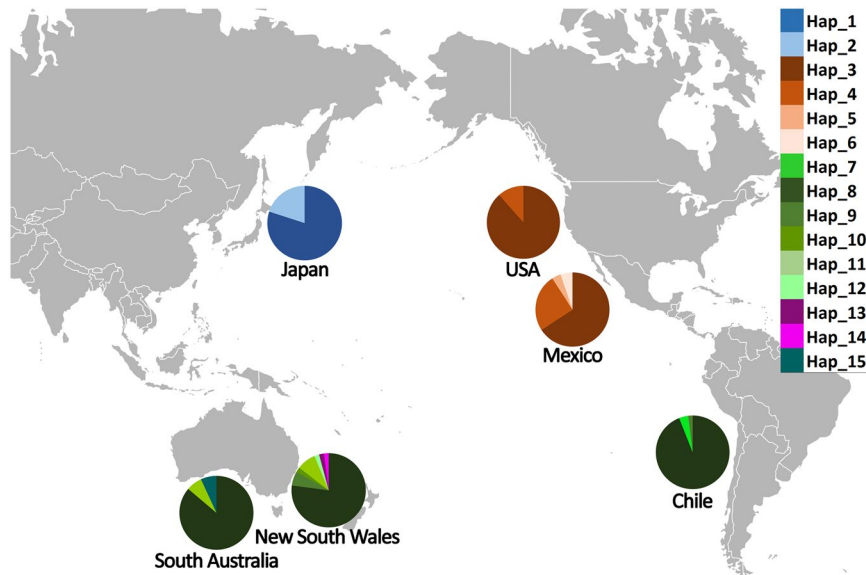 Hap_1
Hap_2
Hap_3
Hap_4
Hap_5
Hap_6
Hap_7
Hap_8
Hap_9
Hap_10
Hap_11
Hap_12
Hap_13
Hap_14
Hap_15
Japan
USA
Mexico
Chile
New South Wales
South Australia